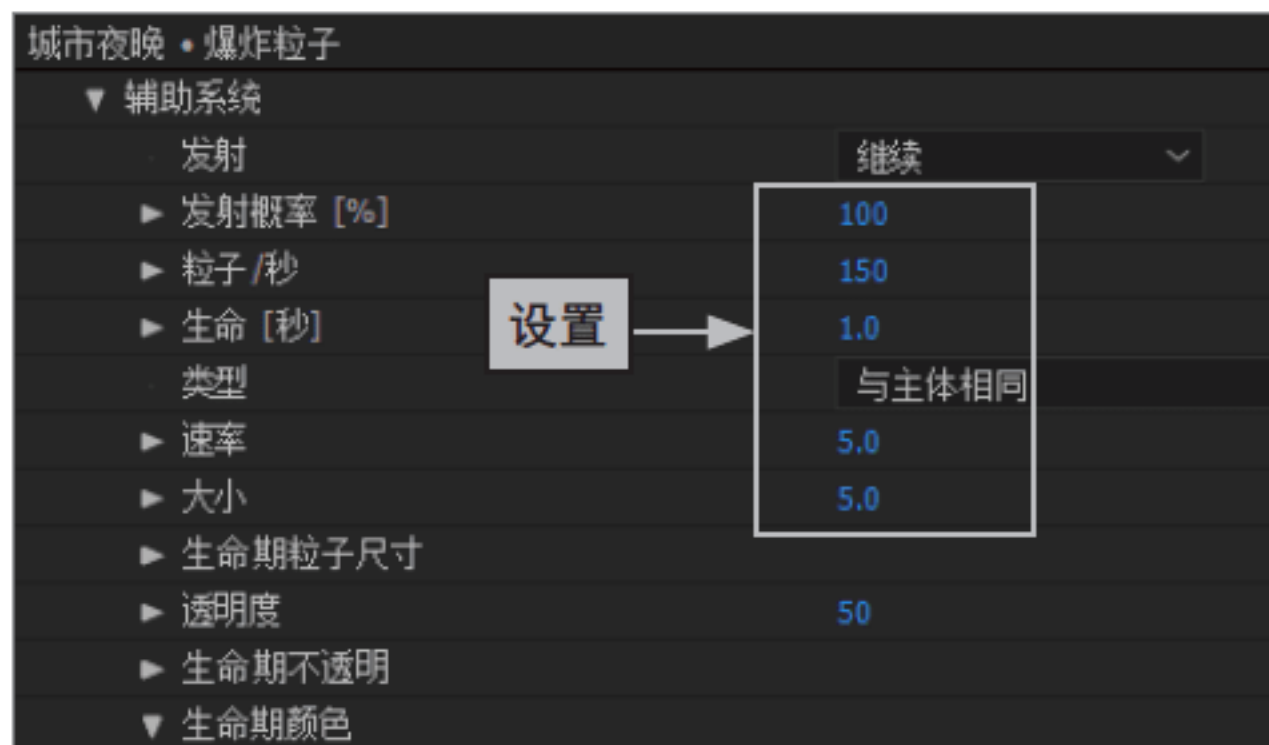 城市夜晚 • 爆炸粒子
▼ 辅助系统
发射 继续
▶ 发射概率 [%] 100
▶ 粒子/秒 150
▶ 生命 [秒] 1.0
设置
类型 与主体相同
▶ 速率 5.0
▶ 大小 5.0
▶ 生命期粒子尺寸
▶ 透明度 50
▶ 生命期不透明
▼ 生命期颜色